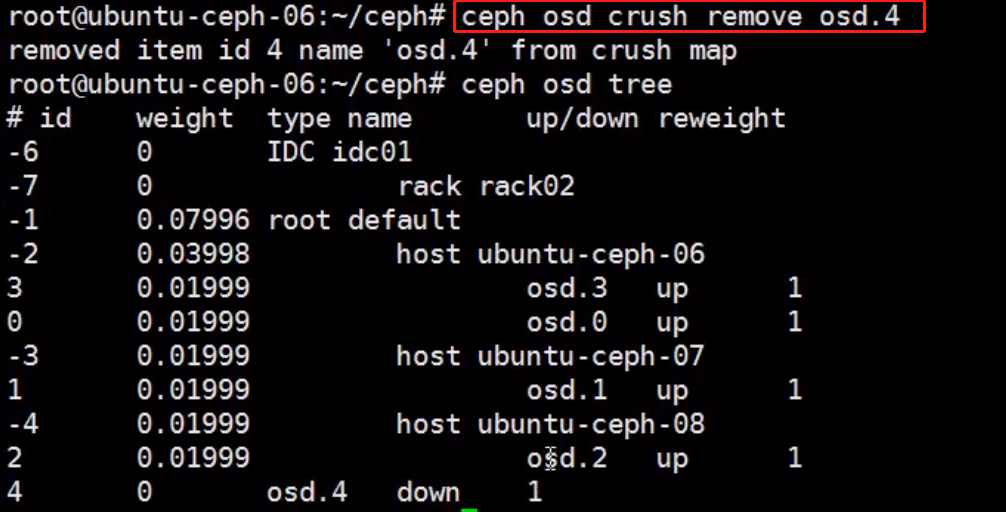 root@ubuntu-ceph-06:~/ceph# ceph osd crush remove osd.4
removed item id 4 name 'osd.4' from crush map
root@ubuntu-ceph-06:~/ceph# ceph osd tree
# id    weight  type name       up/down reweight
-6      0       IDC idc01
-7      0               rack rack02
-1      0.07996 root default
-2      0.03998         host ubuntu-ceph-06
3       0.01999                 osd.3   up      1
0       0.01999                 osd.0   up      1
-3      0.01999         host ubuntu-ceph-07
1       0.01999                 osd.1   up      1
-4      0.01999         host ubuntu-ceph-08
2       0.01999                 osd.2   up      1
4       0       osd.4   down    1